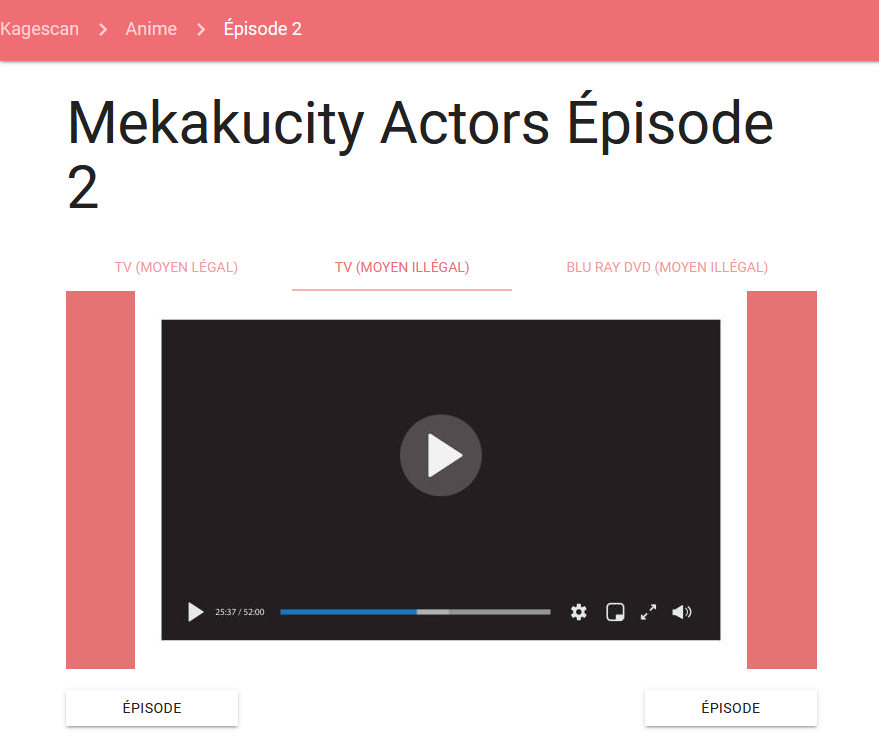 Kagescan > Anime > Épisode 2
Mekakucity Actors Épisode
2
TV (MOYEN LÉGAL) TV (MOYEN ILLÉGAL) BLU RAY DVD (MOYEN ILLÉGAL)
25:37 / 52:00
ÉPISODE ÉPISODE